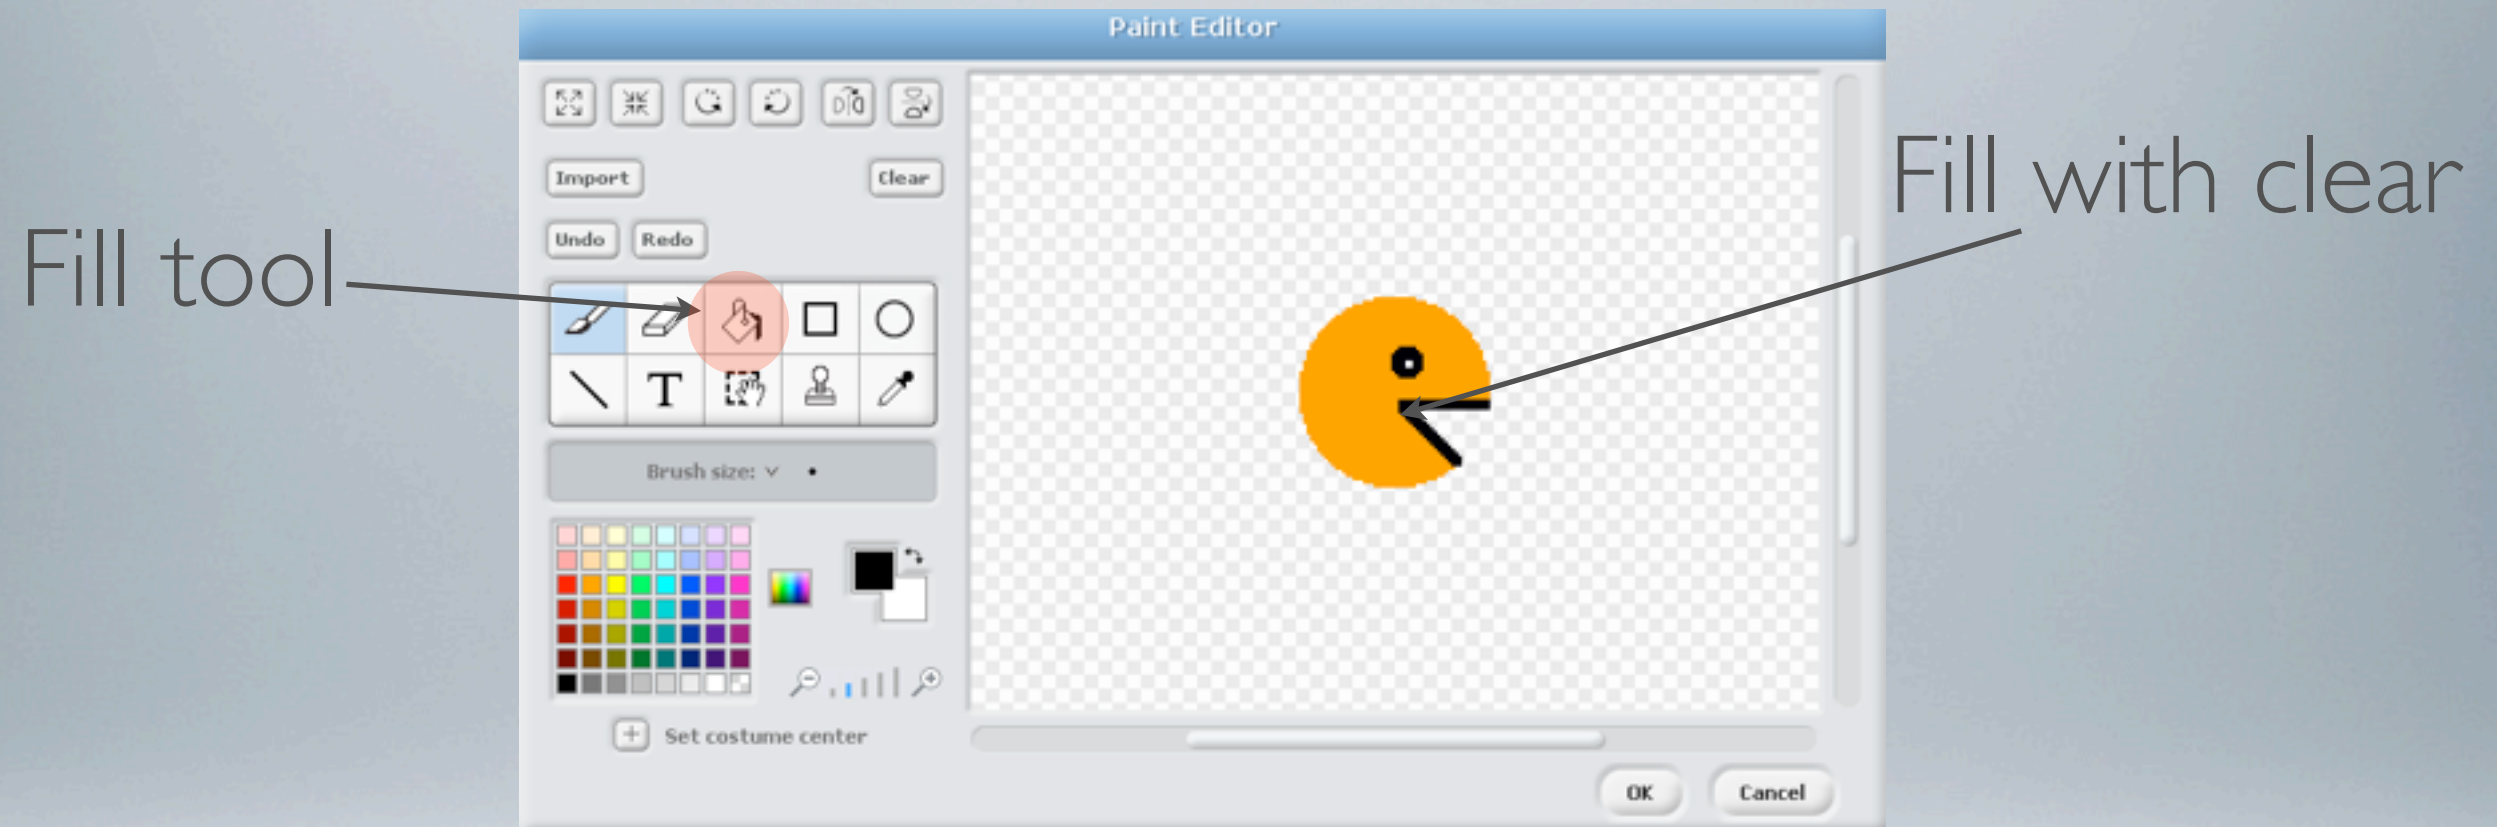 Paint Editor
Fill with clear
Import
Clear
Fill tool
Undo
Redo
T
Brush size:
Set costume center
OK
Cancel